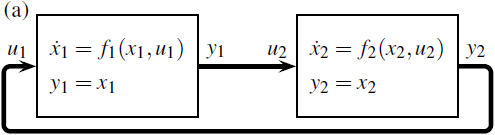 (a)
u₁ ẋ₁ = f₁(x₁,u₁) y₁ u₂ ẋ₂ = f₂(x₂,u₂) y₂
y₁ = x₁ y₂ = x₂